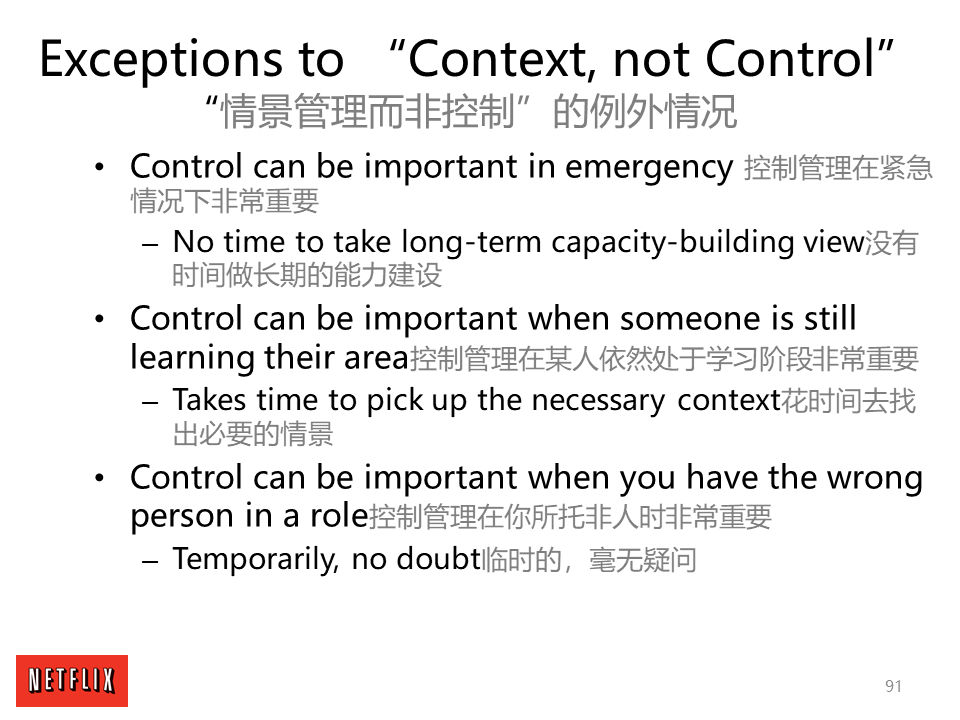 Exceptions to “Context, not Control”
“情景管理而非控制”的例外情况
• Control can be important in emergency 控制管理在紧急
情况下非常重要
– No time to take long-term capacity-building view没有
时间做长期的能力建设
• Control can be important when someone is still
learning their area控制管理在某人依然处于学习阶段非常重要
– Takes time to pick up the necessary context花时间去找
出必要的情景
• Control can be important when you have the wrong
person in a role控制管理在你所托非人时非常重要
– Temporarily, no doubt临时的，毫无疑问
NETFLIX
91